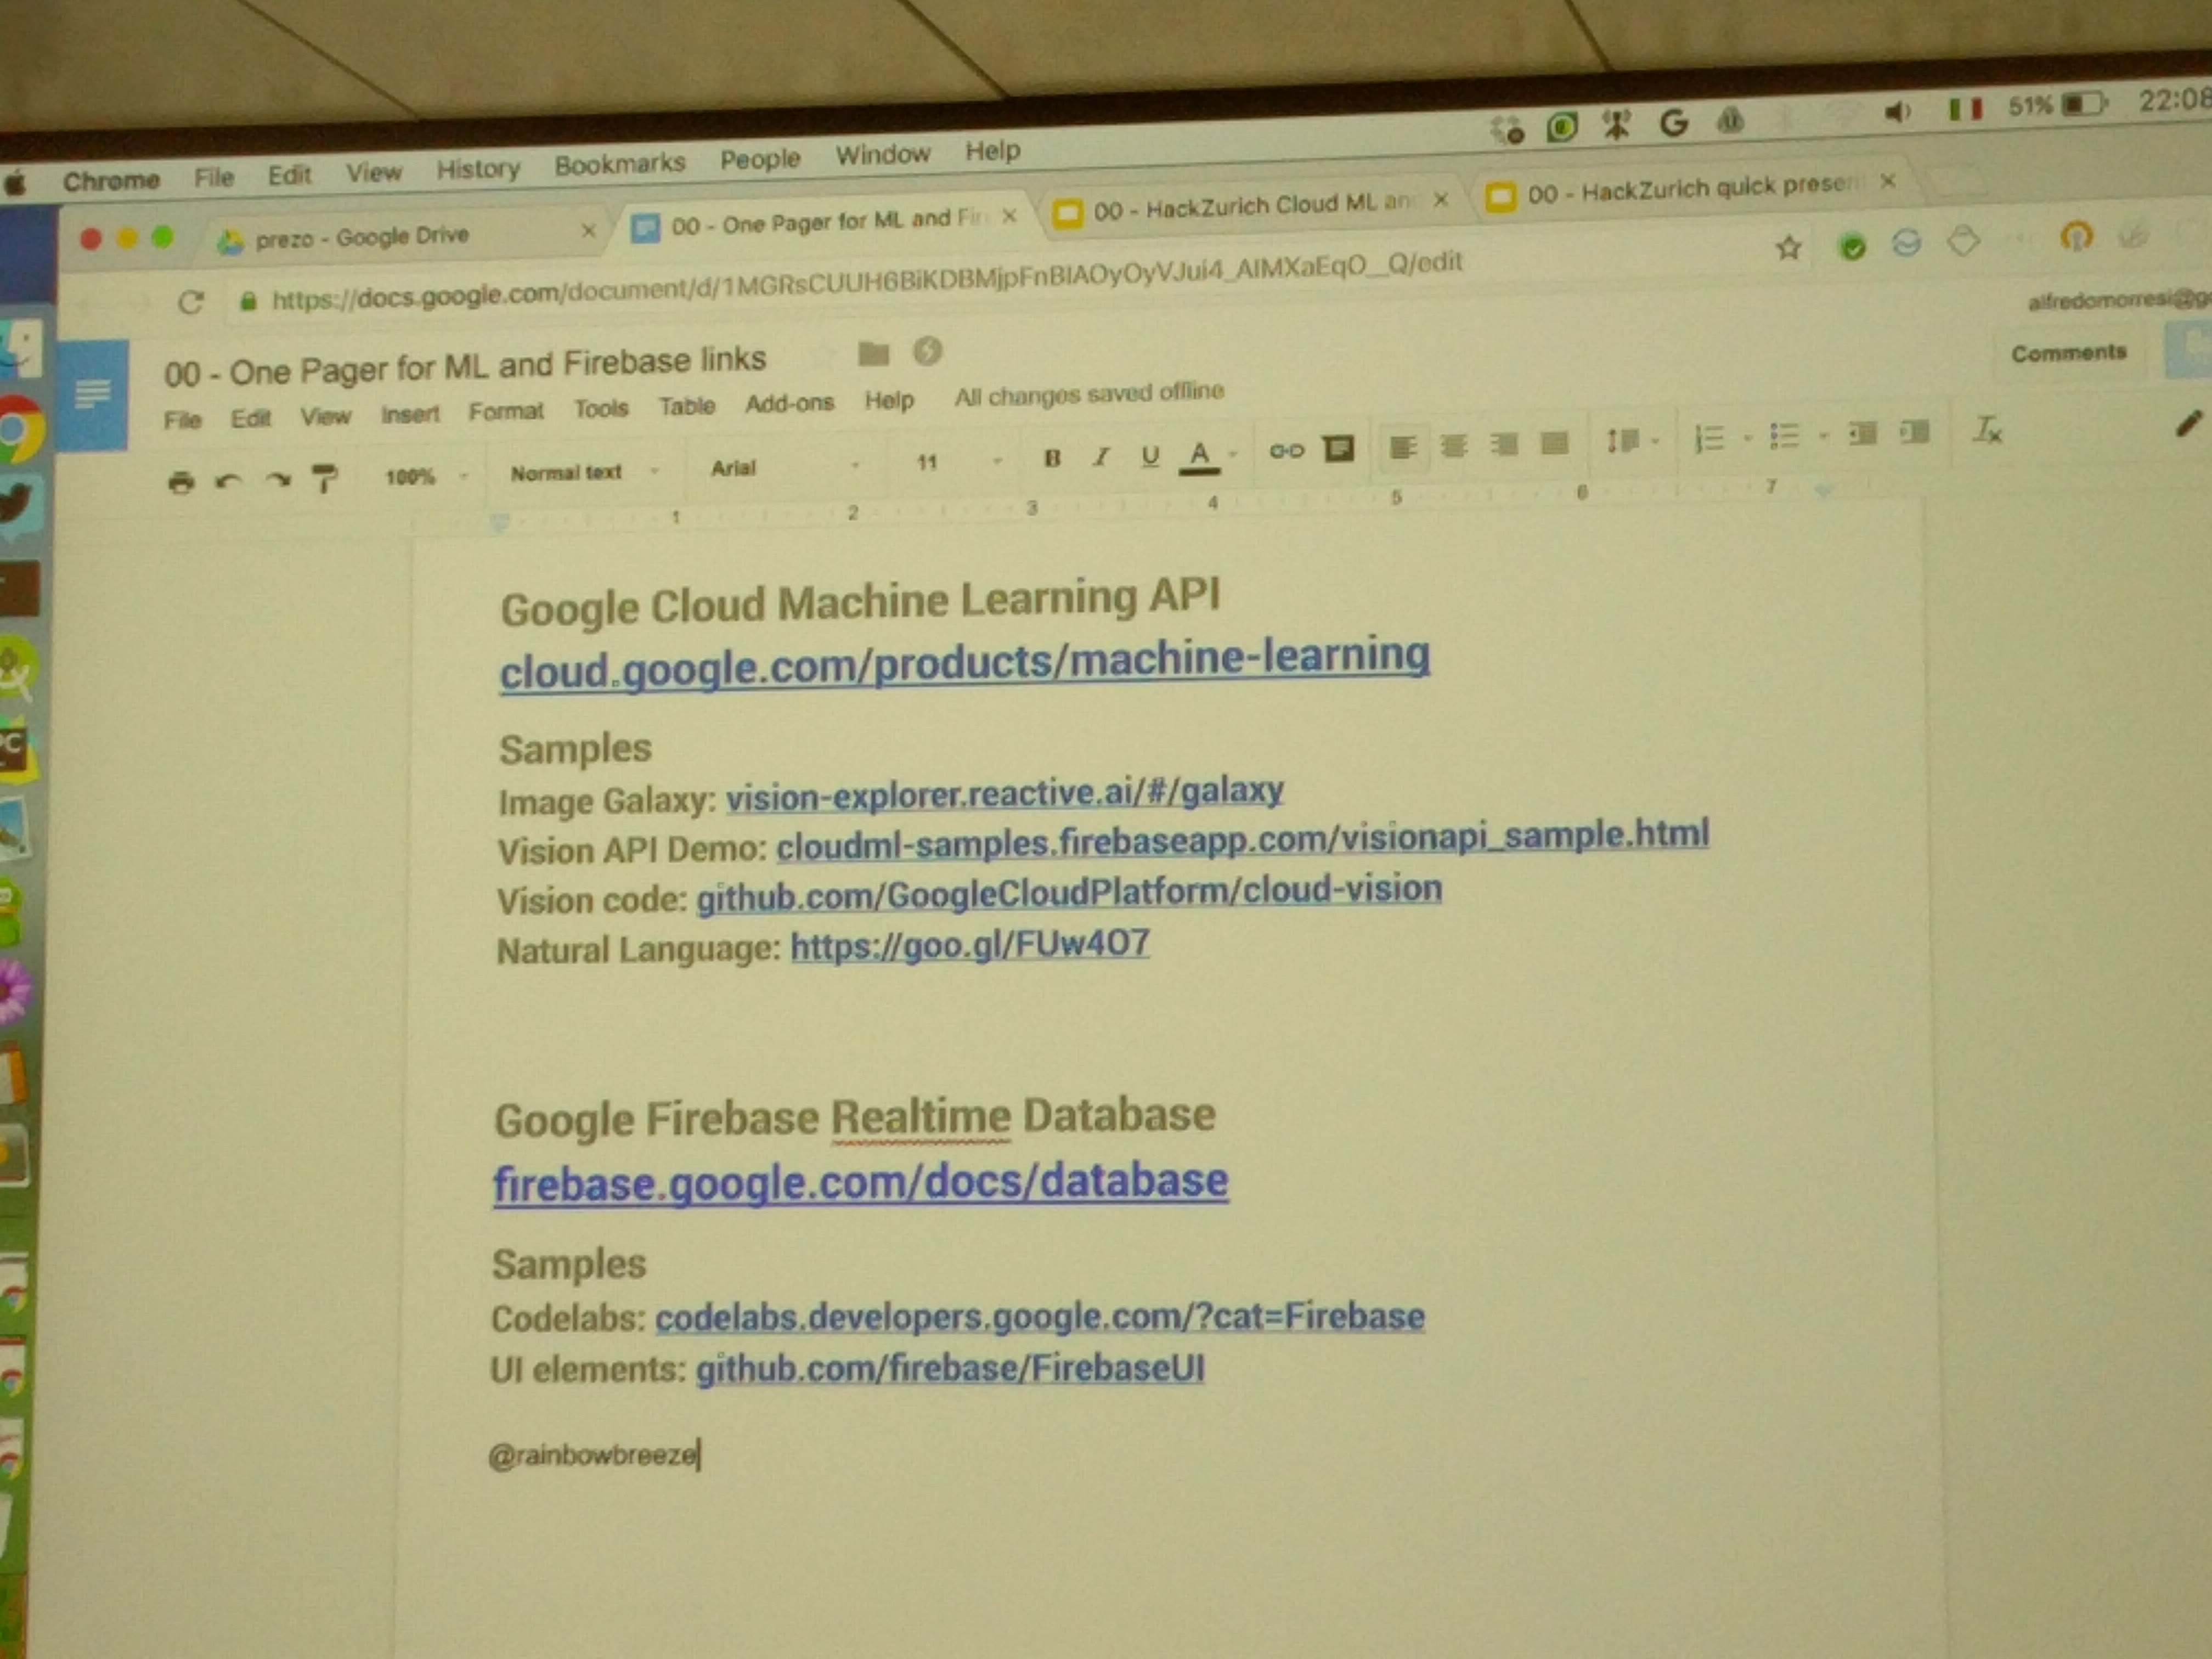 Chrome File Edit View History Bookmarks People Window Help 51% 22:08
prezo - Google Drive 00 - One Pager for ML and Fir 00 - HackZurich Cloud ML an 00 - HackZurich quick presen
https://docs.google.com/document/d/1MGRsCUUH6BiKDBMjpFnBIAOyOyVJui4_AIMXaEqO__Q/edit
alfredomorresi@g
00 - One Pager for ML and Firebase links
Comments
File Edit View Insert Format Tools Table Add-ons Help All changes saved offline
100% Normal text Arial 11 B I U A
1 2 3 4 5 6 7
Google Cloud Machine Learning API
cloud.google.com/products/machine-learning
Samples
Image Galaxy: vision-explorer.reactive.ai/#/galaxy
Vision API Demo: cloudml-samples.firebaseapp.com/visionapi_sample.html
Vision code: github.com/GoogleCloudPlatform/cloud-vision
Natural Language: https://goo.gl/FUw4O7
Google Firebase Realtime Database
firebase.google.com/docs/database
Samples
Codelabs: codelabs.developers.google.com/?cat=Firebase
UI elements: github.com/firebase/FirebaseUI
@rainbowbreeze